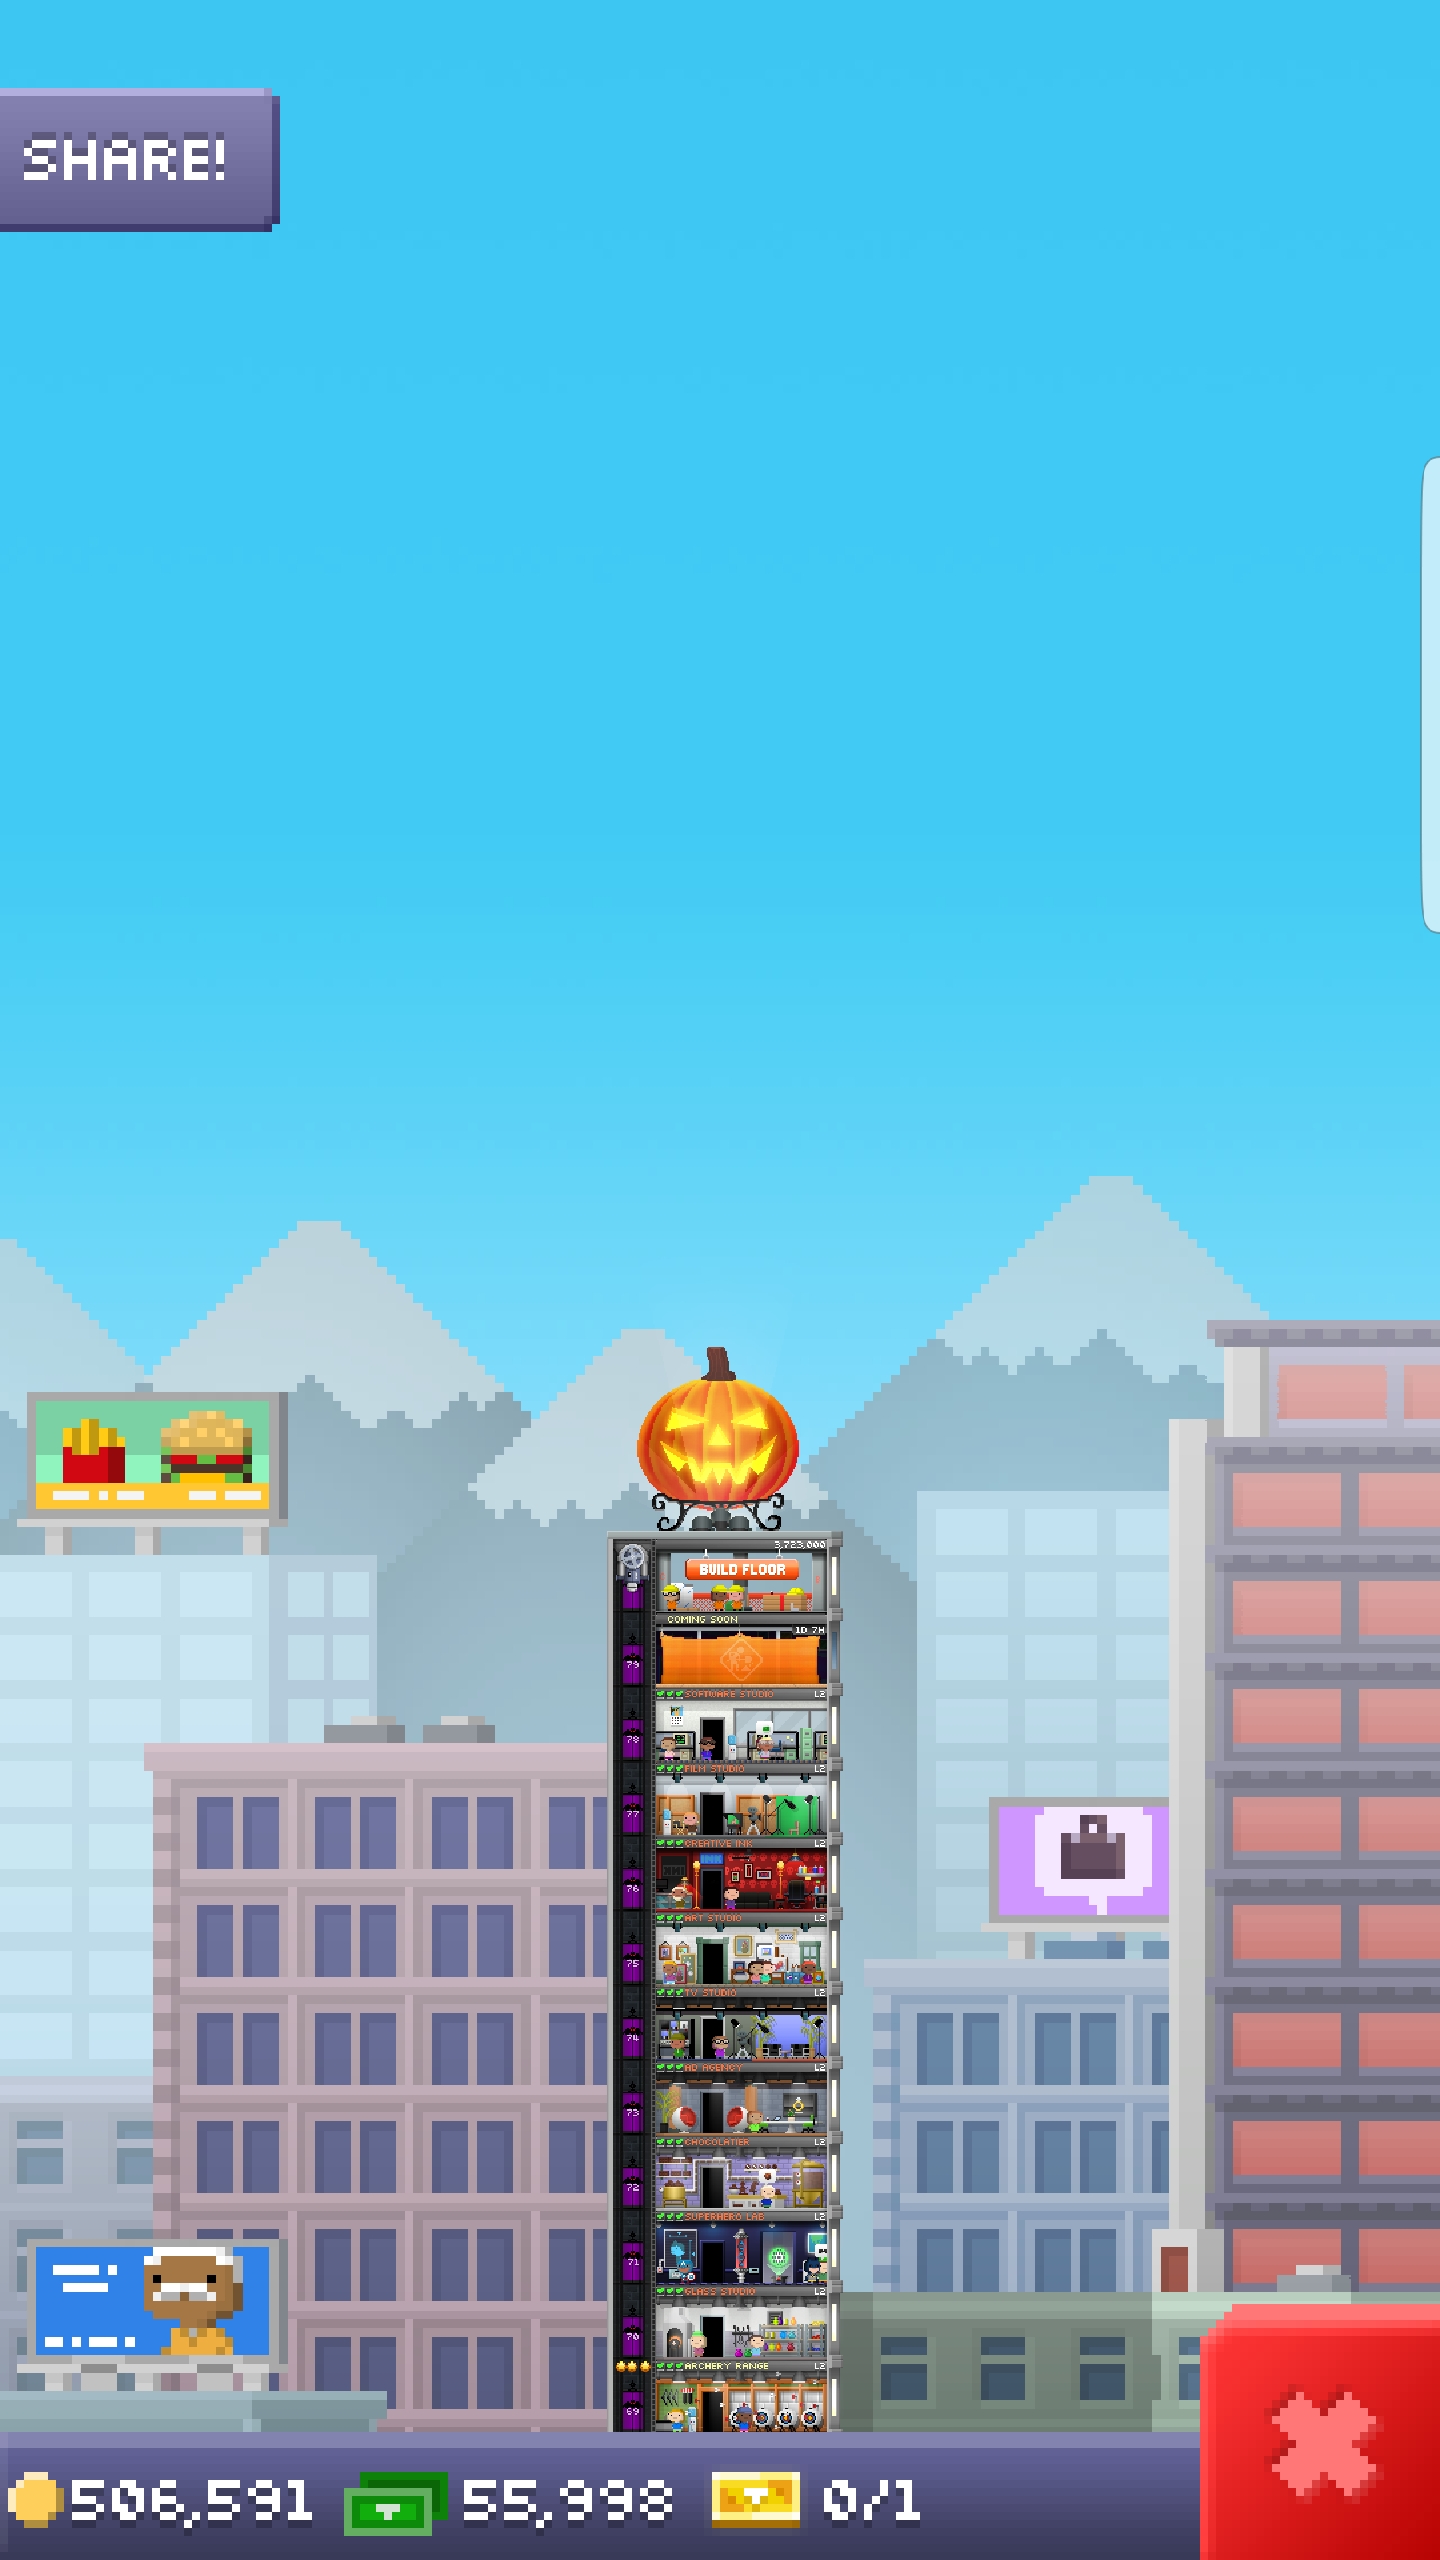 SHARE!
3,723,000
BUILD FLOOR
COMING SOON
1D 7H
79
SOFTWARE STUDIO L2
78
FILM STUDIO L2
77
CREATIVE INK L2
76
ART STUDIO L2
75
TV STUDIO L2
74
AD AGENCY L2
73
CHOCOLATIER L2
72
SUPERHERO LAB L2
71
GLASS STUDIO L2
70
ARCHERY RANGE L2
69
506,591 55,998 0/1